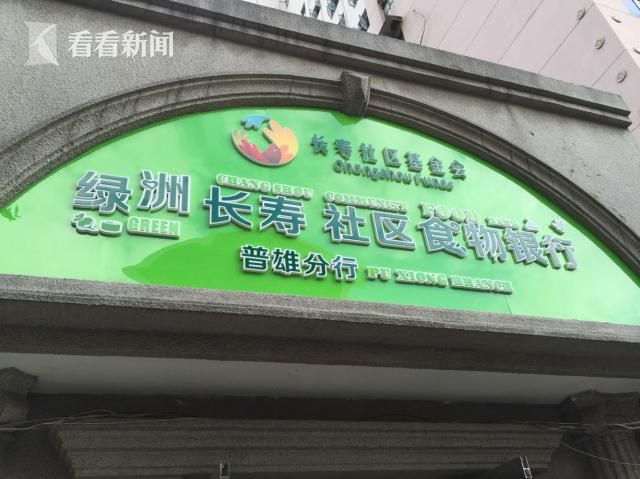 看看新闻
长寿社区基金会
Changshou Funds
CHANG SHOU COMMUNITY FOOD BANK
绿洲 长寿 社区食物银行
GREEN
普雄分行 PU XIONG BRANCH